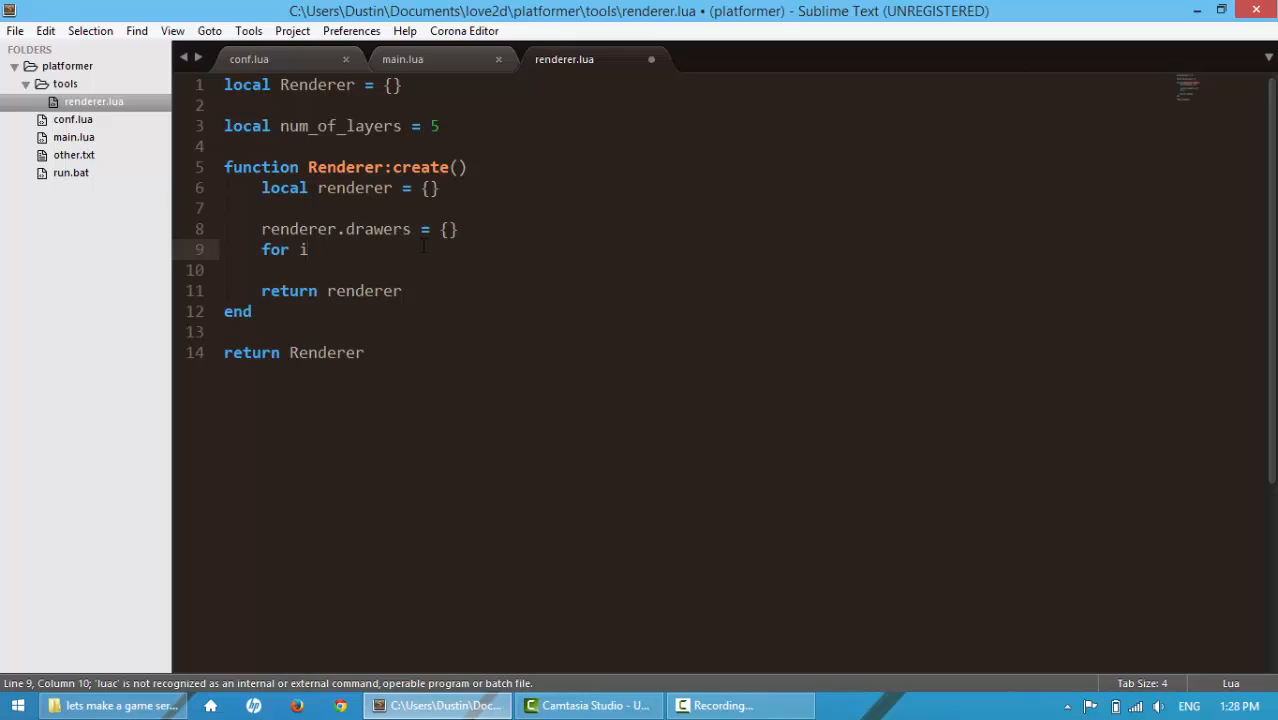 C:\Users\Dustin\Documents\love2d\platformer\tools\renderer.lua • (platformer) - Sublime Text (UNREGISTERED)
File Edit Selection Find View Goto Tools Project Preferences Help Corona Editor
FOLDERS
platformer
tools
renderer.lua
conf.lua
main.lua
other.txt
run.bat
conf.lua main.lua renderer.lua
1 local Renderer = {}
2
3 local num_of_layers = 5
4
5 function Renderer:create()
6 local renderer = {}
7
8 renderer.drawers = {}
9 for i
10
11 return renderer
12 end
13
14 return Renderer
Line 9, Column 10; 'luac' is not recognized as an internal or external command, operable program or batch file. Tab Size: 4 Lua
lets make a game ser... C:\Users\Dustin\Doc... Camtasia Studio - U... Recording... ENG 1:28 PM